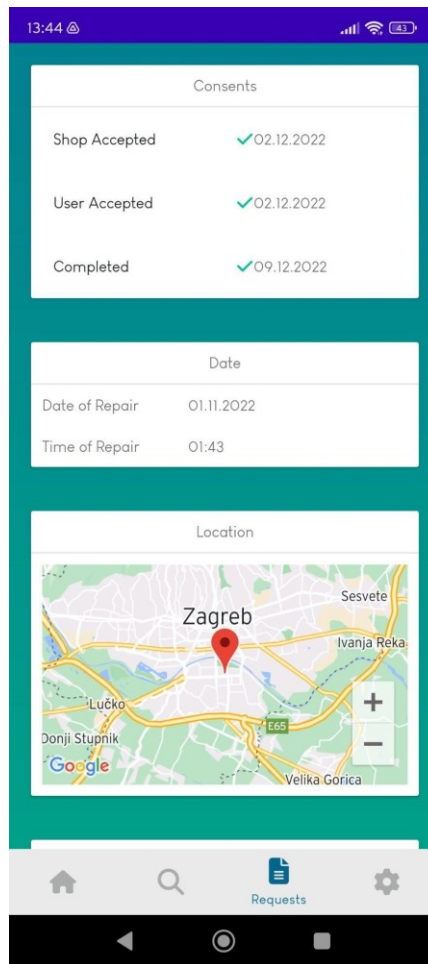 13:44
43
Consents
Shop Accepted 02.12.2022
User Accepted 02.12.2022
Completed 09.12.2022
Date
Date of Repair 01.11.2022
Time of Repair 01:43
Location
Sesvete
Zagreb
Ivanja Reka
Lučko
+
E65
Donji Stupnik
−
Google
Velika Gorica
Requests